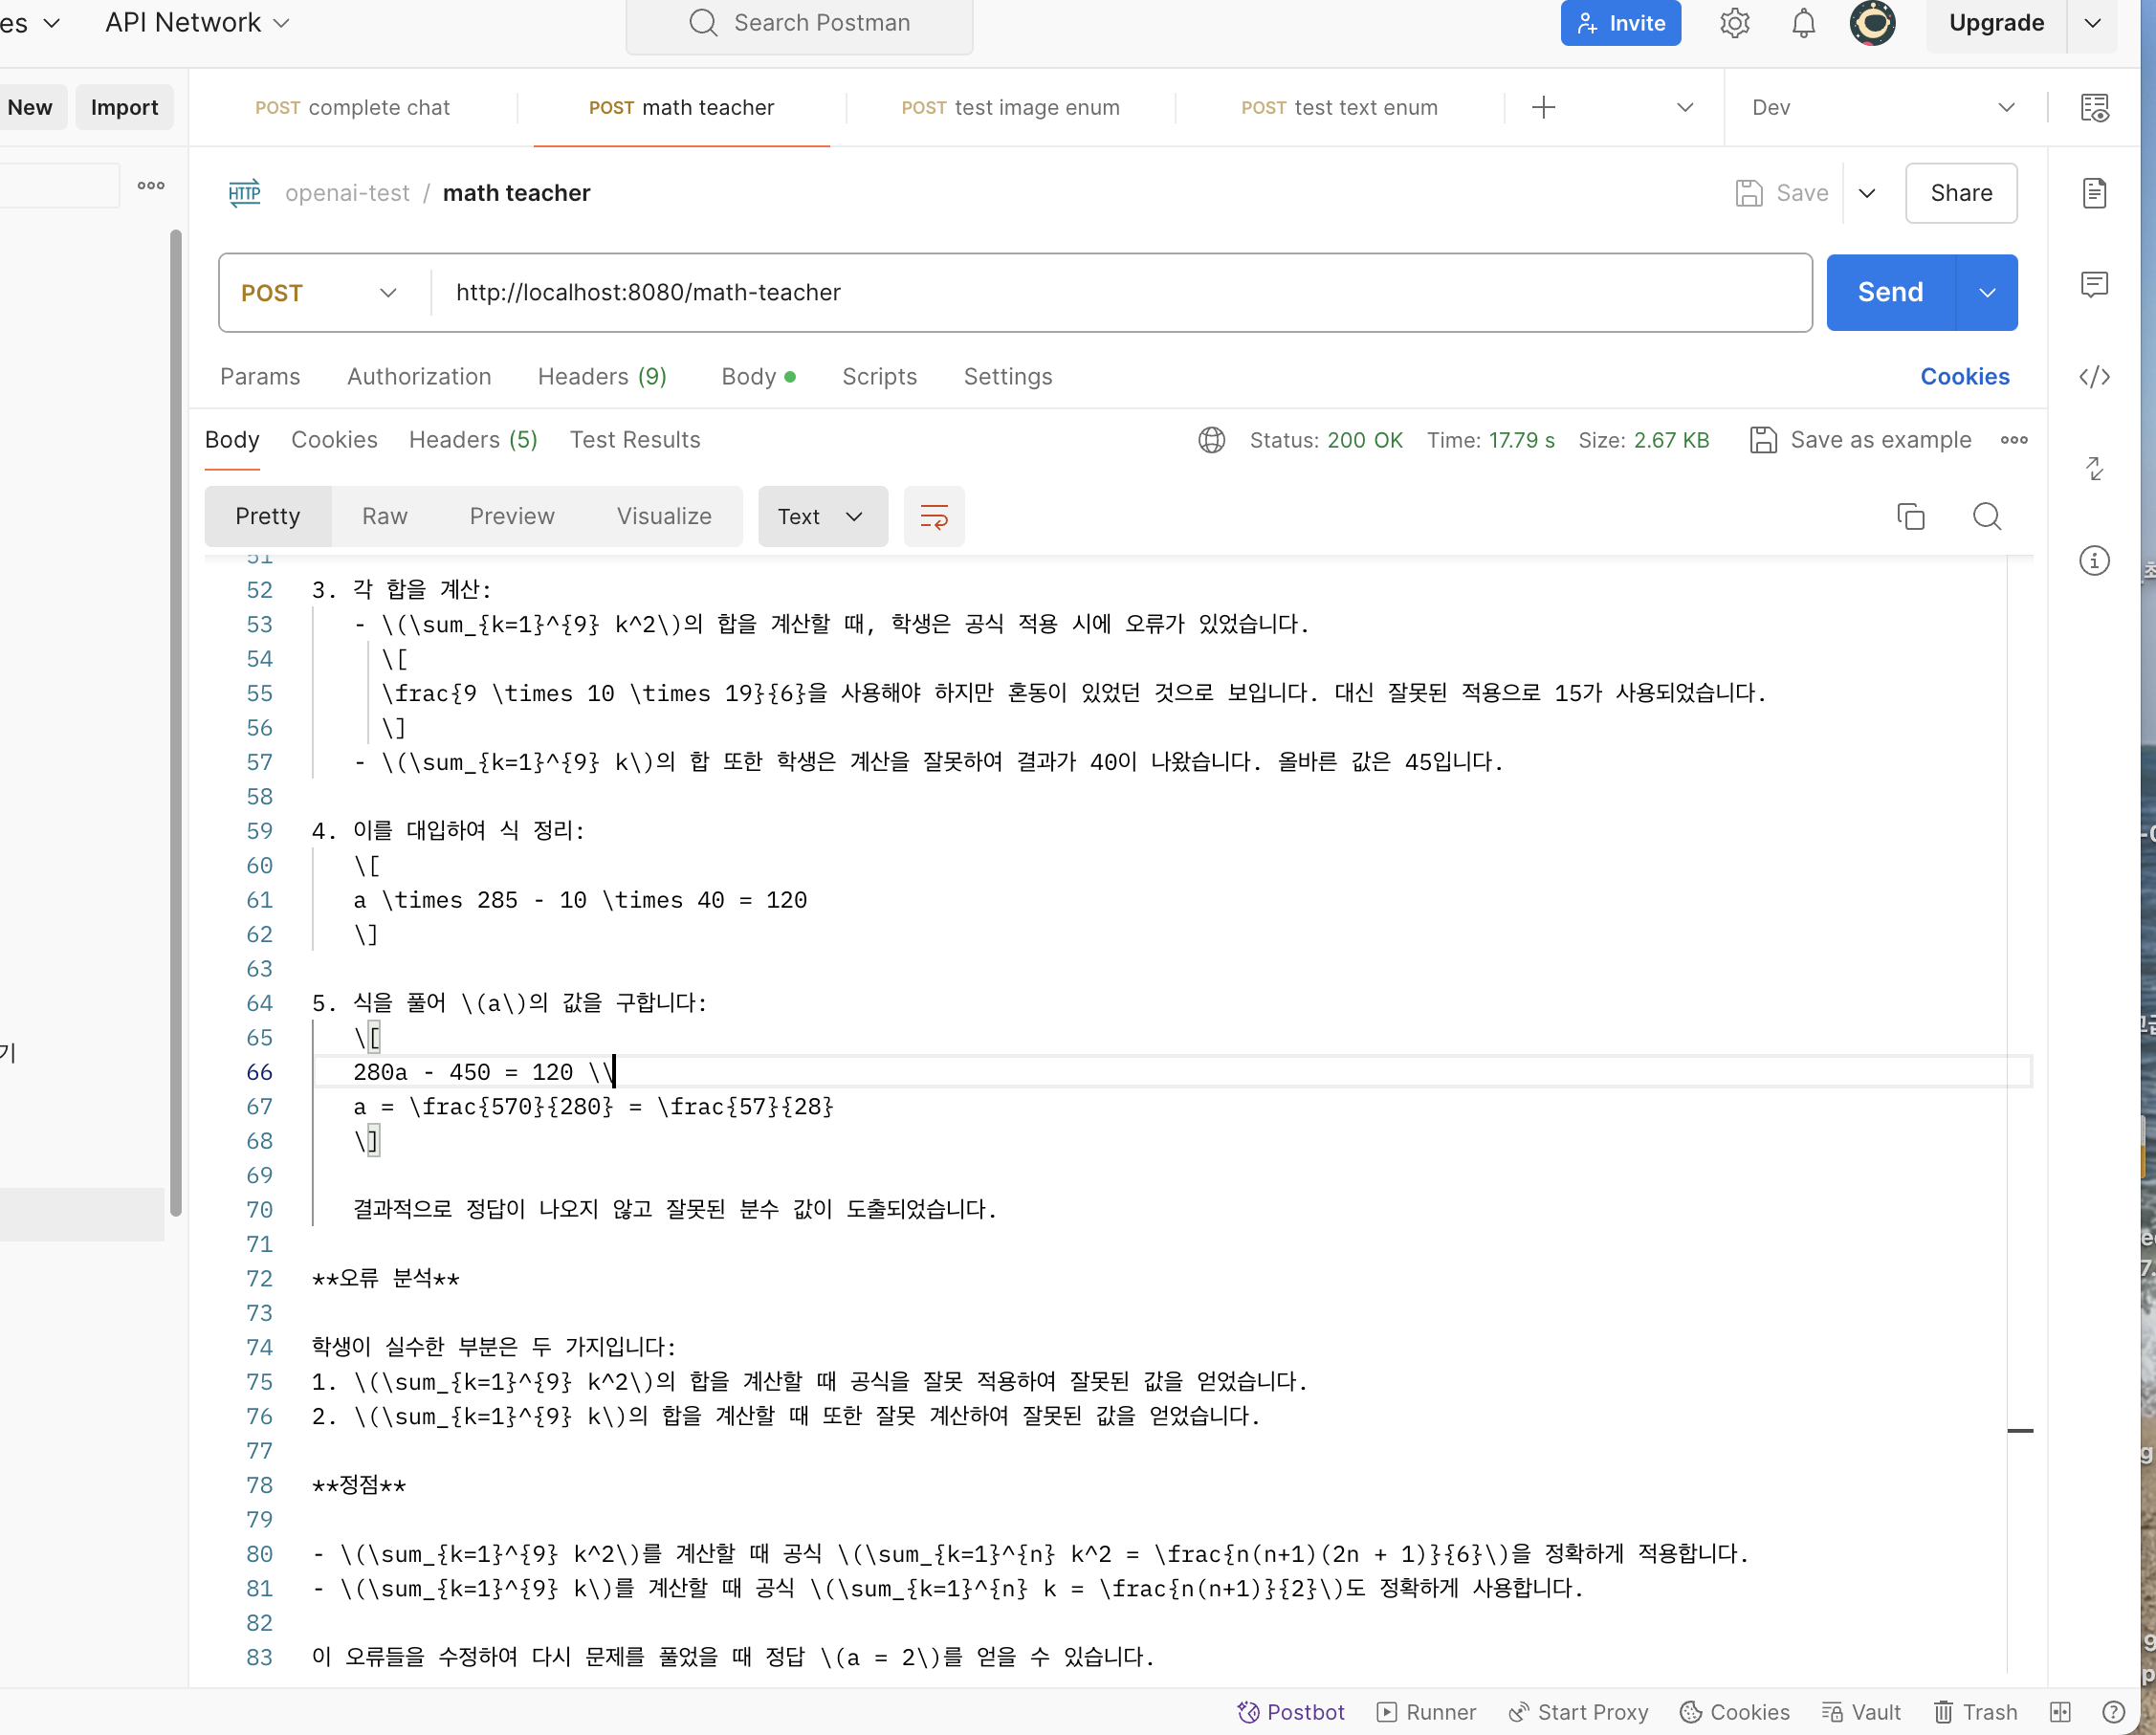 es
API Network
Search Postman
Invite
Upgrade
New
Import
POST complete chat
POST math teacher
POST test image enum
POST test text enum
Dev
HTTP
openai-test / math teacher
Save
Share
POST
http://localhost:8080/math-teacher
Send
Params
Authorization
Headers (9)
Body
Scripts
Settings
Cookies
Body
Cookies
Headers (5)
Test Results
Status: 200 OK
Time: 17.79 s
Size: 2.67 KB
Save as example
Pretty
Raw
Preview
Visualize
Text
51
52 3. 각 합을 계산:
53 - \(\sum_{k=1}^{9} k^2\)의 합을 계산할 때, 학생은 공식 적용 시에 오류가 있었습니다.
54 \[
55 \frac{9 \times 10 \times 19}{6}을 사용해야 하지만 혼동이 있었던 것으로 보입니다. 대신 잘못된 적용으로 15가 사용되었습니다.
56 \]
57 - \(\sum_{k=1}^{9} k\)의 합 또한 학생은 계산을 잘못하여 결과가 40이 나왔습니다. 올바른 값은 45입니다.
58
59 4. 이를 대입하여 식 정리:
60 \[
61 a \times 285 - 10 \times 40 = 120
62 \]
63
64 5. 식을 풀어 \(a\)의 값을 구합니다:
65 \[
66 280a - 450 = 120 \\
67 a = \frac{570}{280} = \frac{57}{28}
68 \]
69
70 결과적으로 정답이 나오지 않고 잘못된 분수 값이 도출되었습니다.
71
72 **오류 분석**
73
74 학생이 실수한 부분은 두 가지입니다:
75 1. \(\sum_{k=1}^{9} k^2\)의 합을 계산할 때 공식을 잘못 적용하여 잘못된 값을 얻었습니다.
76 2. \(\sum_{k=1}^{9} k\)의 합을 계산할 때 또한 잘못 계산하여 잘못된 값을 얻었습니다.
77
78 **정점**
79
80 - \(\sum_{k=1}^{9} k^2\)를 계산할 때 공식 \(\sum_{k=1}^{n} k^2 = \frac{n(n+1)(2n + 1)}{6}\)을 정확하게 적용합니다.
81 - \(\sum_{k=1}^{9} k\)를 계산할 때 공식 \(\sum_{k=1}^{n} k = \frac{n(n+1)}{2}\)도 정확하게 사용합니다.
82
83 이 오류들을 수정하여 다시 문제를 풀었을 때 정답 \(a = 2\)를 얻을 수 있습니다.
기
Postbot
Runner
Start Proxy
Cookies
Vault
Trash